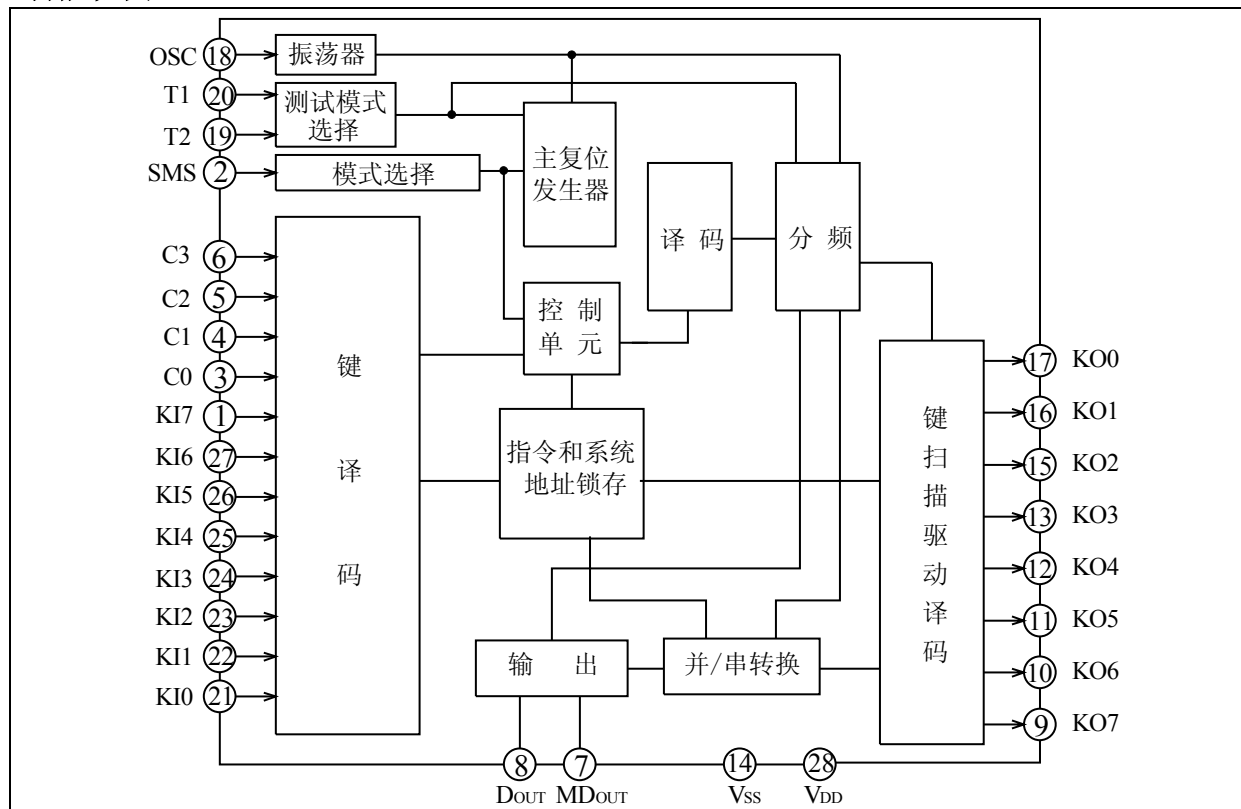 OSC 18 振荡器
T1 20 测试模式
选择
T2 19
SMS 2 模式选择
主复位
发生器
译 码
分 频
C3 6
C2 5
C1 4
C0 3
KI7 1
KI6 27
KI5 26
KI4 25
KI3 24
KI2 23
KI1 22
KI0 21
键
译
码
控 制
单 元
指令和系统
地址锁存
输 出
并/串转换
键
扫
描
驱
动
译
码
17 KO0
16 KO1
15 KO2
13 KO3
12 KO4
11 KO5
10 KO6
9 KO7
8 7 14 28
DOUT MDOUT VSS VDD